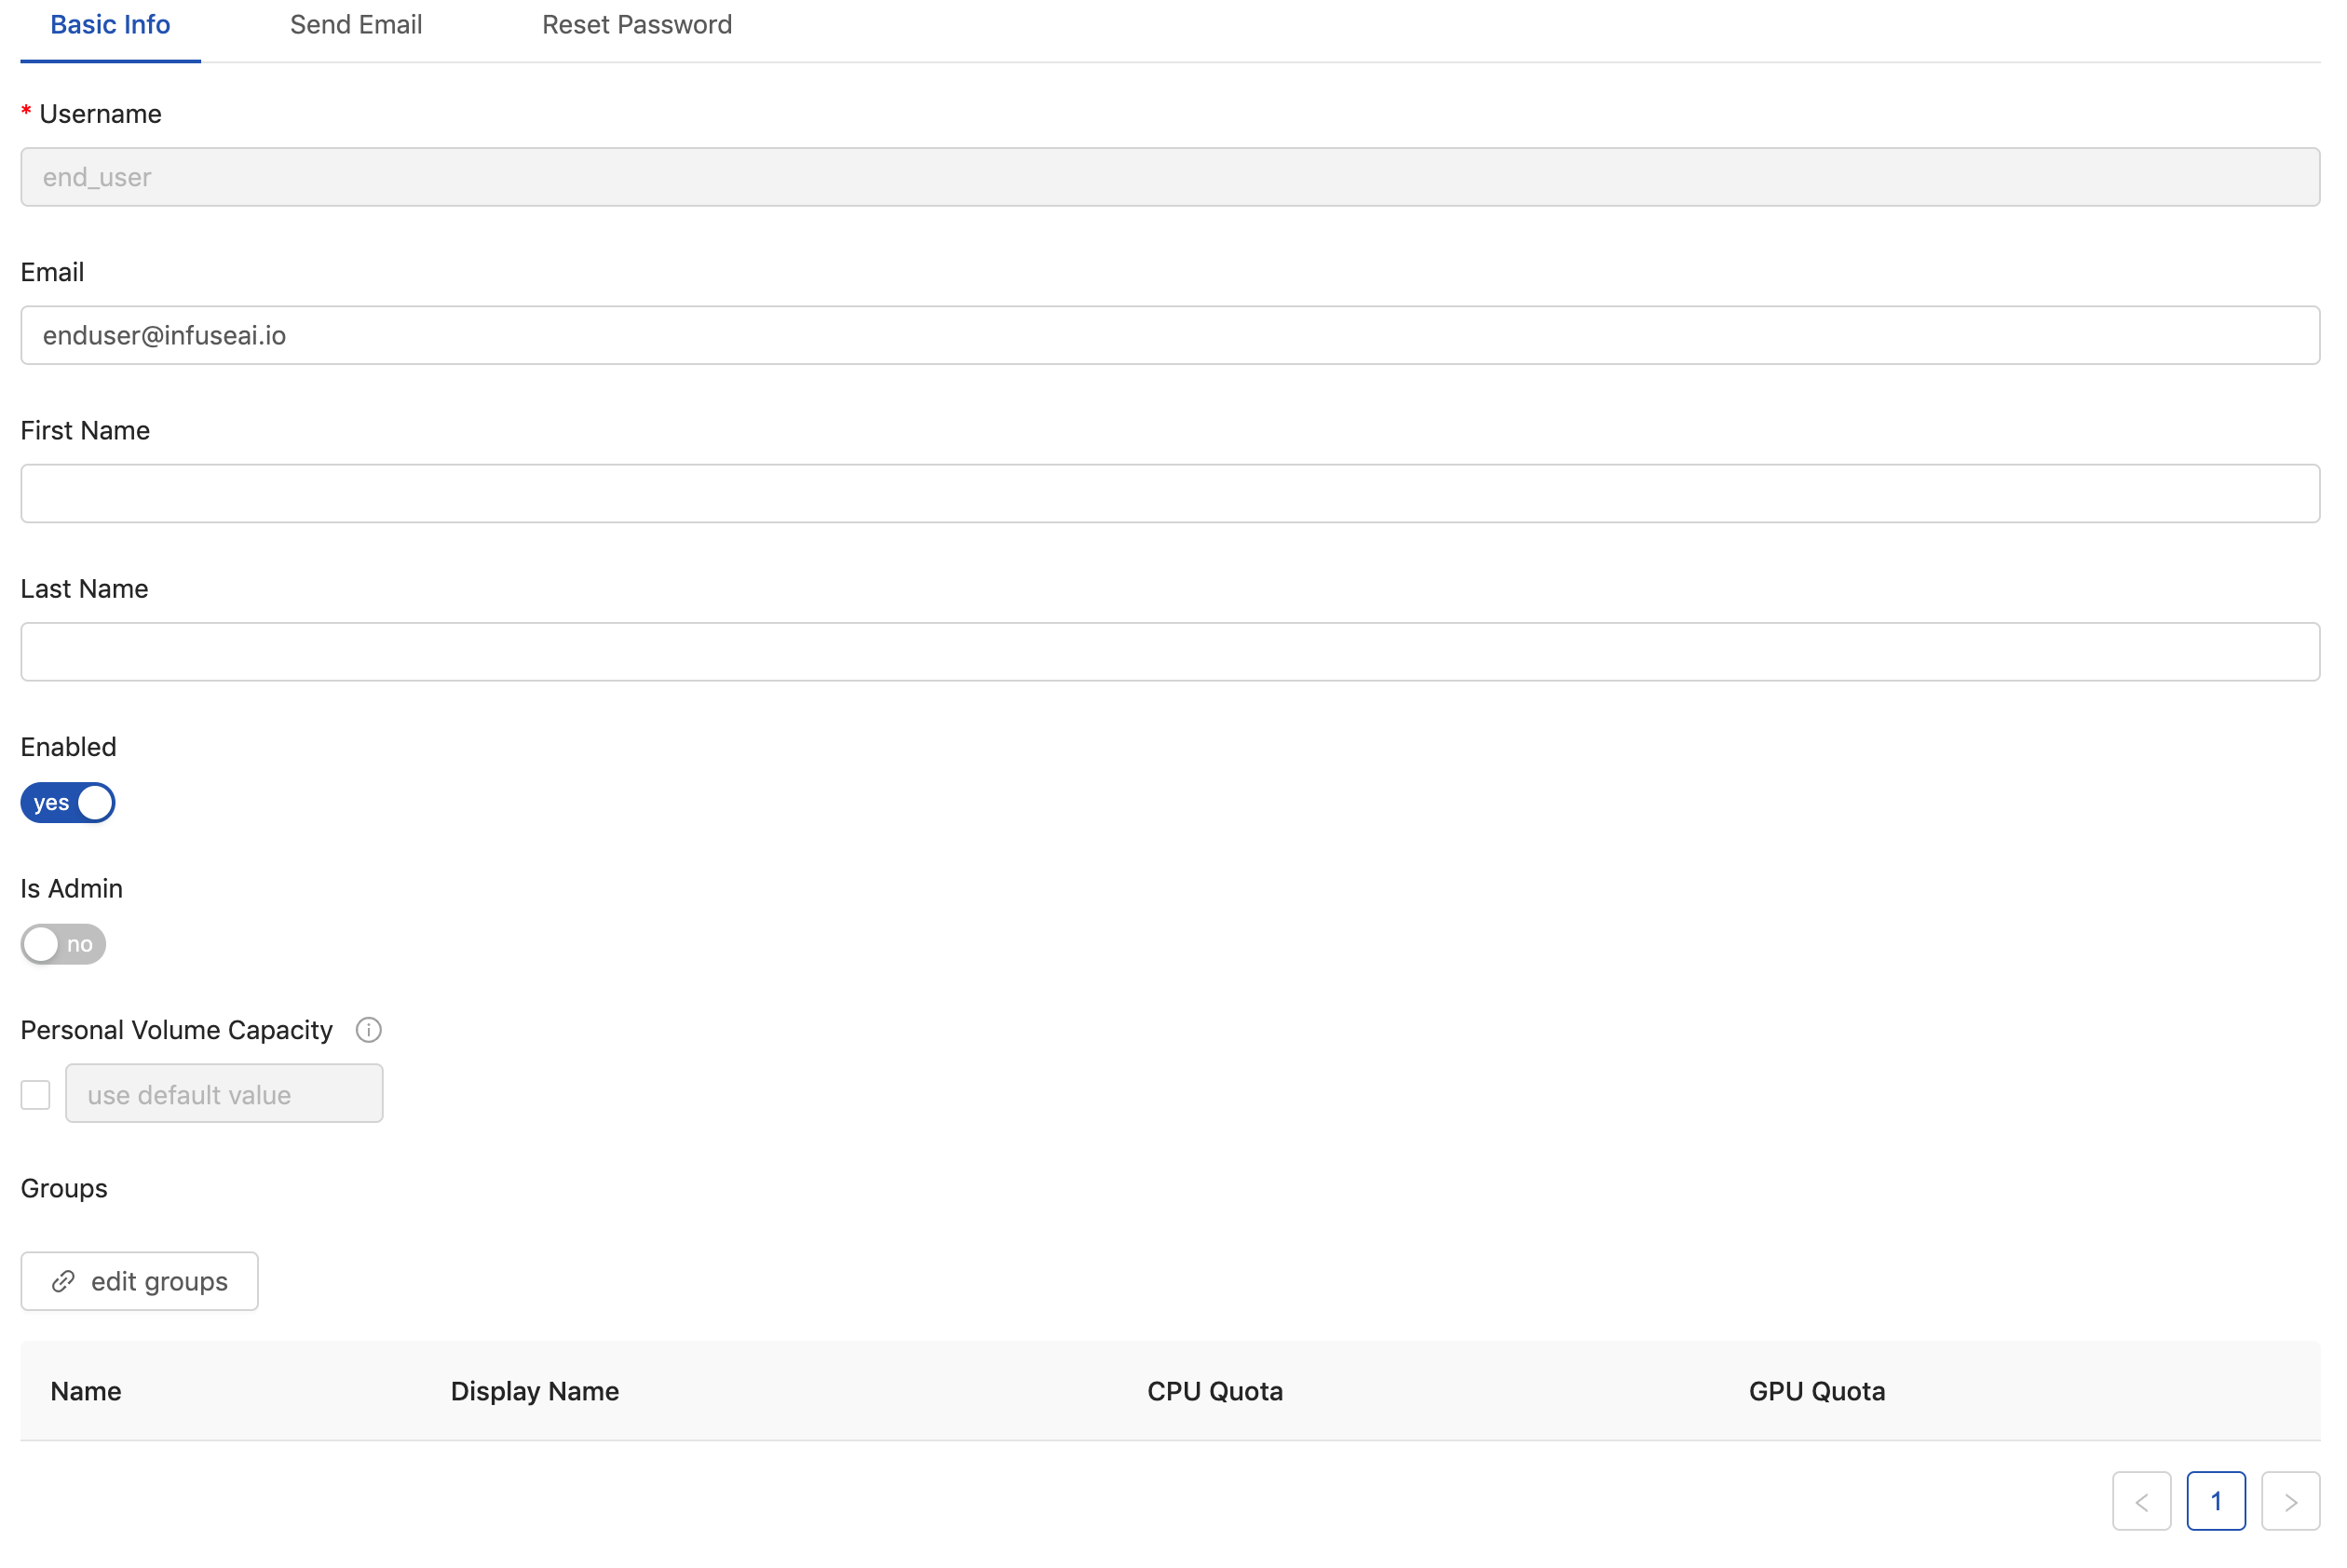 Basic Info Send Email Reset Password
* Username
end_user
Email
enduser@infuseai.io
First Name
Last Name
Enabled
yes
Is Admin
no
Personal Volume Capacity
use default value
Groups
edit groups
Name Display Name CPU Quota GPU Quota
< 1 >